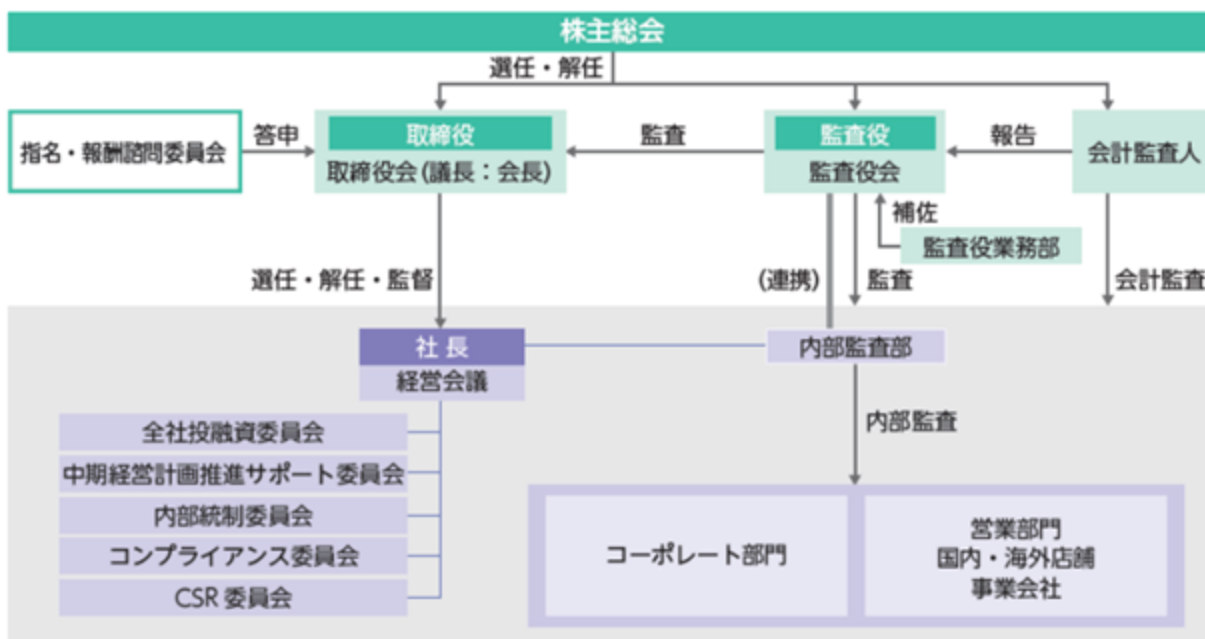 株主総会
選任・解任
指名・報酬諮問委員会
答申
取締役
取締役会(議長：会長)
監査
監査役
監査役会
報告
会計監査人
補佐
監査役業務部
選任・解任・監督
(連携)
監査
会計監査
社長
経営会議
内部監査部
内部監査
全社投融資委員会
中期経営計画推進サポート委員会
内部統制委員会
コンプライアンス委員会
CSR 委員会
コーポレート部門
営業部門
国内・海外店舗
事業会社